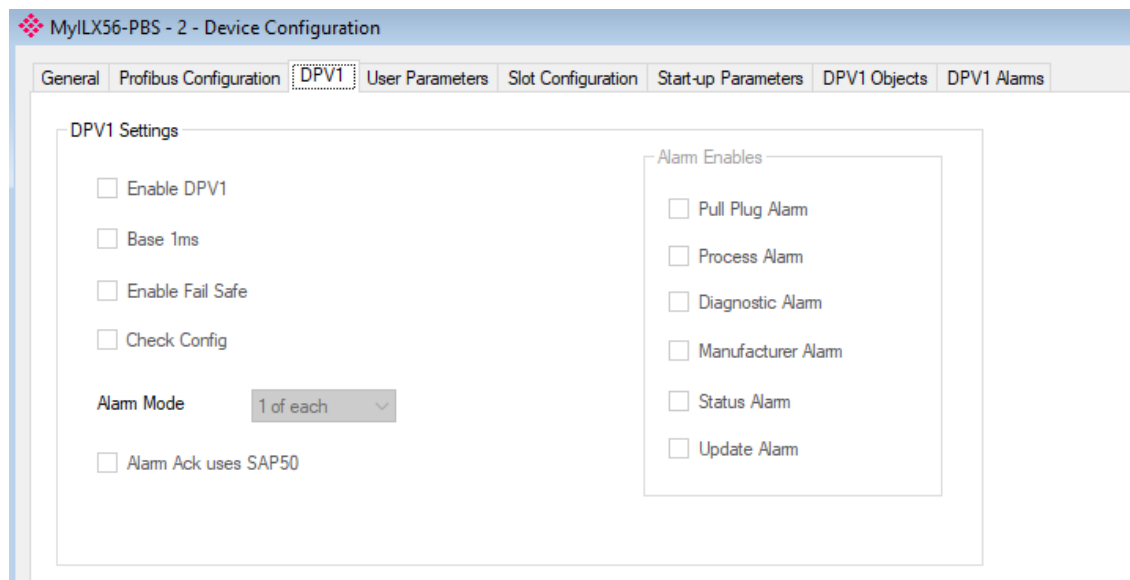 MyILX56-PBS - 2 - Device Configuration
General Profibus Configuration DPV1 User Parameters Slot Configuration Start-up Parameters DPV1 Objects DPV1 Alarms
DPV1 Settings
Enable DPV1
Base 1ms
Enable Fail Safe
Check Config
Alarm Mode 1 of each
Alarm Ack uses SAP50
Alarm Enables
Pull Plug Alarm
Process Alarm
Diagnostic Alarm
Manufacturer Alarm
Status Alarm
Update Alarm